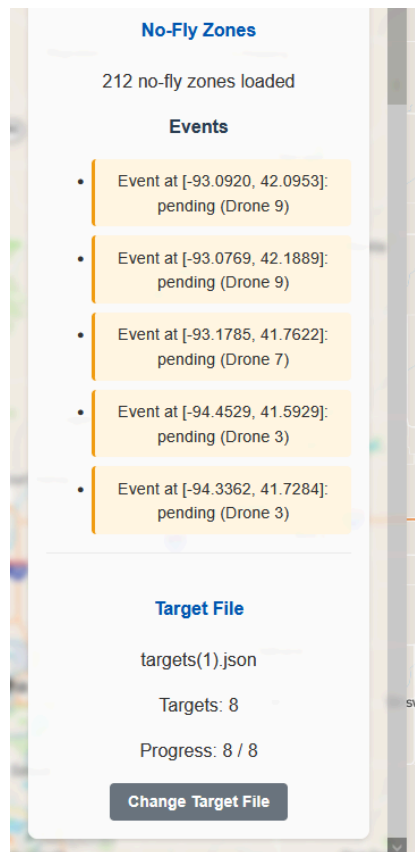 No-Fly Zones
212 no-fly zones loaded
Events
Event at [-93.0920, 42.0953]:
pending (Drone 9)
Event at [-93.0769, 42.1889]:
pending (Drone 9)
Event at [-93.1785, 41.7622]:
pending (Drone 7)
Event at [-94.4529, 41.5929]:
pending (Drone 3)
Event at [-94.3362, 41.7284]:
pending (Drone 3)
Target File
targets(1).json
Targets: 8
Progress: 8 / 8
Change Target File